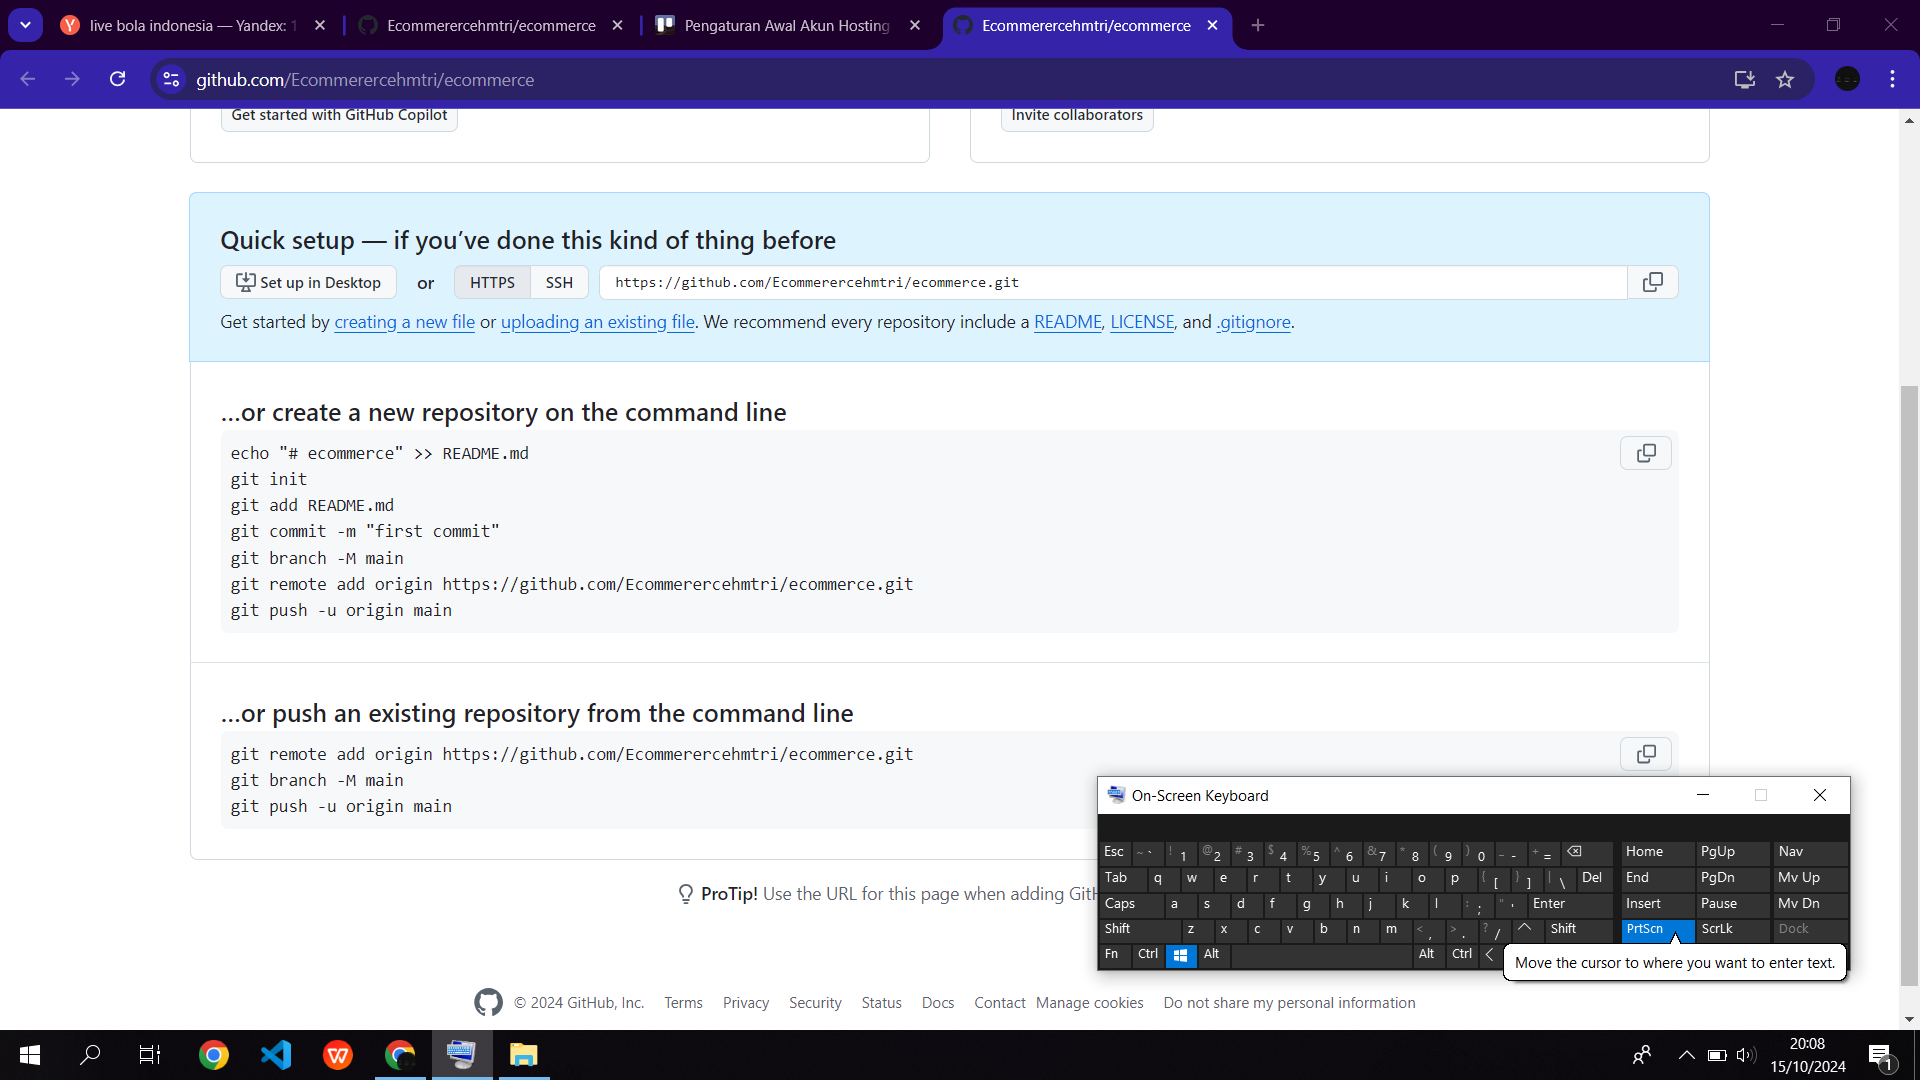 live bola indonesia — Yandex: 1
Ecommerercehmtri/ecommerce
Pengaturan Awal Akun Hosting
Ecommerercehmtri/ecommerce
github.com/Ecommerercehmtri/ecommerce
Get started with GitHub Copilot
Invite collaborators
Quick setup — if you’ve done this kind of thing before
Set up in Desktop or HTTPS SSH https://github.com/Ecommerercehmtri/ecommerce.git
Get started by creating a new file or uploading an existing file. We recommend every repository include a README, LICENSE, and .gitignore.
…or create a new repository on the command line
echo "# ecommerce" >> README.md
git init
git add README.md
git commit -m "first commit"
git branch -M main
git remote add origin https://github.com/Ecommerercehmtri/ecommerce.git
git push -u origin main
…or push an existing repository from the command line
git remote add origin https://github.com/Ecommerercehmtri/ecommerce.git
git branch -M main
git push -u origin main
ProTip! Use the URL for this page when adding GitH
On-Screen Keyboard
Esc ~ ` ! 1 @ 2 # 3 $ 4 % 5 ^ 6 & 7 * 8 ( 9 ) 0 _ - + = Home PgUp Nav
Tab q w e r t y u i o p { [ } ] | \ Del End PgDn Mv Up
Caps a s d f g h j k l : ; " ' Enter Insert Pause Mv Dn
Shift z x c v b n m < , > . ? / Shift PrtScn ScrLk Dock
Fn Ctrl Alt Alt Ctrl
Move the cursor to where you want to enter text.
© 2024 GitHub, Inc. Terms Privacy Security Status Docs Contact Manage cookies Do not share my personal information
20:08
15/10/2024
1